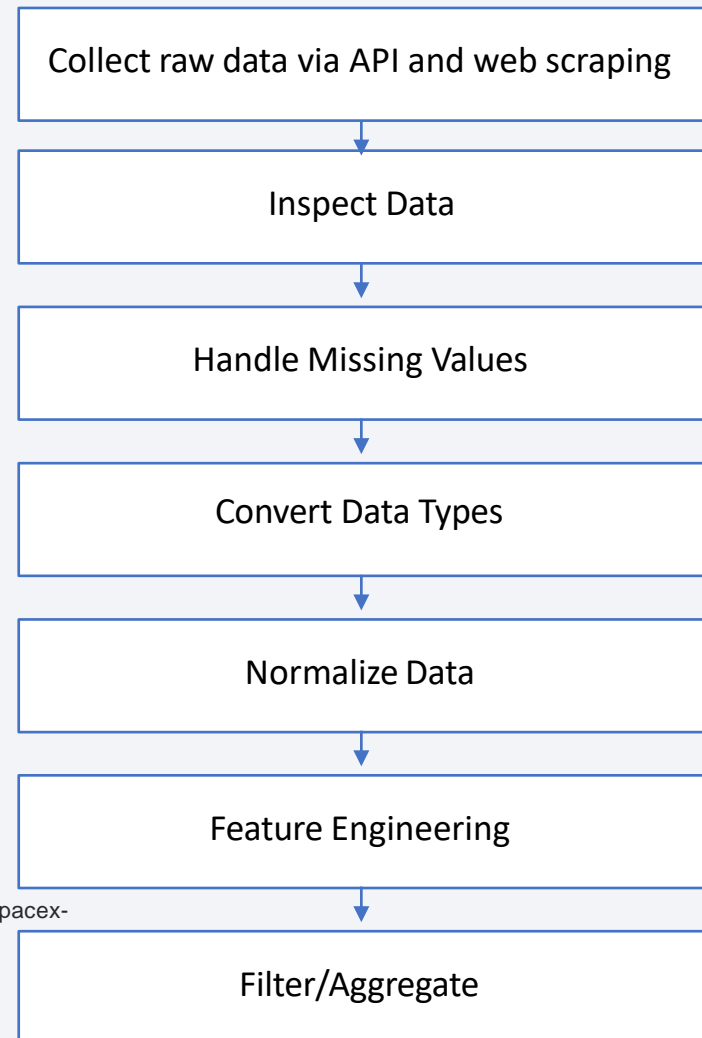 Collect raw data via API and web scraping
Inspect Data
Handle Missing Values
Convert Data Types
Normalize Data
Feature Engineering
pacex-
Filter/Aggregate